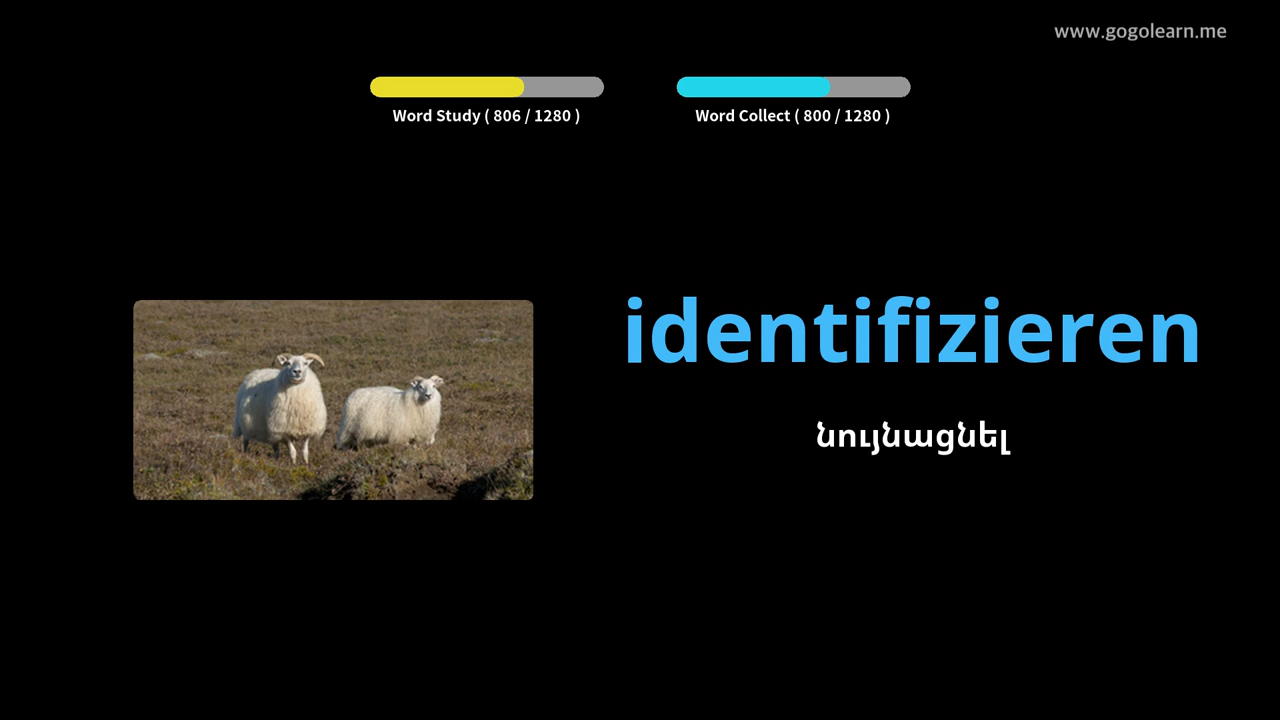 www.gogolearn.me
Word Study ( 806 / 1280 )
Word Collect ( 800 / 1280 )
identifizieren
նույնացնել